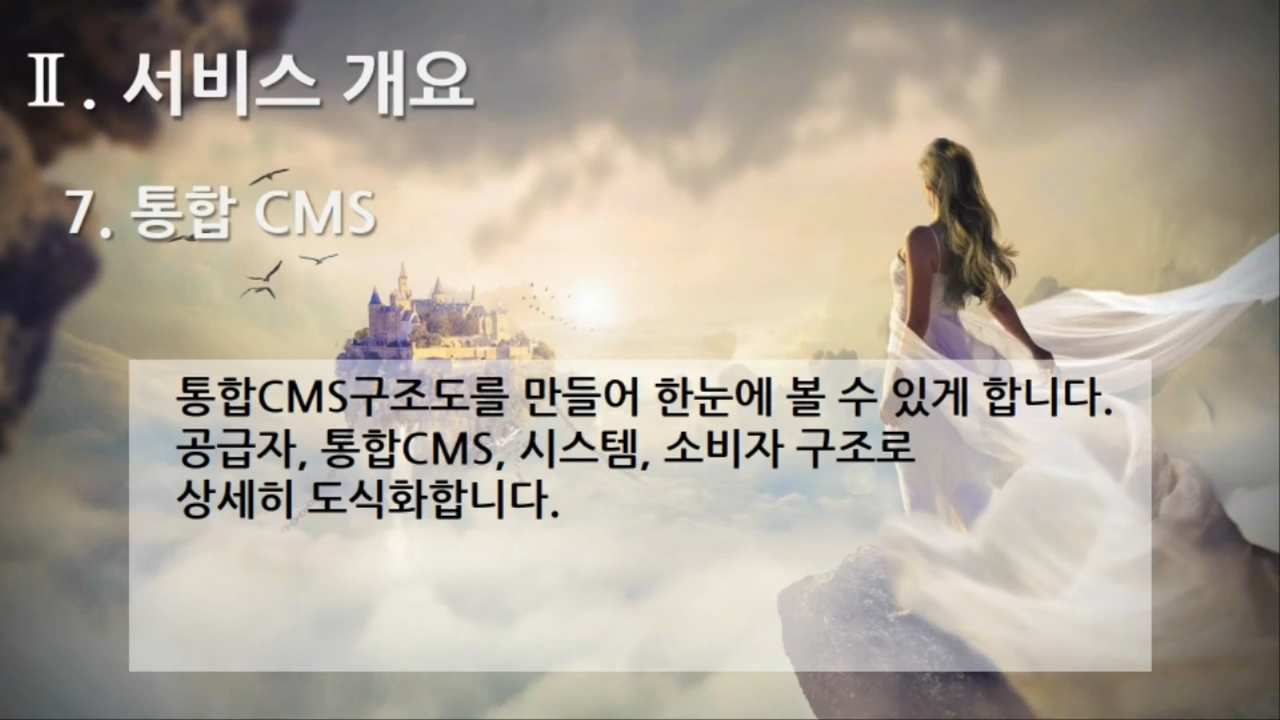 Ⅱ. 서비스 개요
7. 통합 CMS
통합CMS구조도를 만들어 한눈에 볼 수 있게 합니다.
공급자, 통합CMS, 시스템, 소비자 구조로
상세히 도식화합니다.